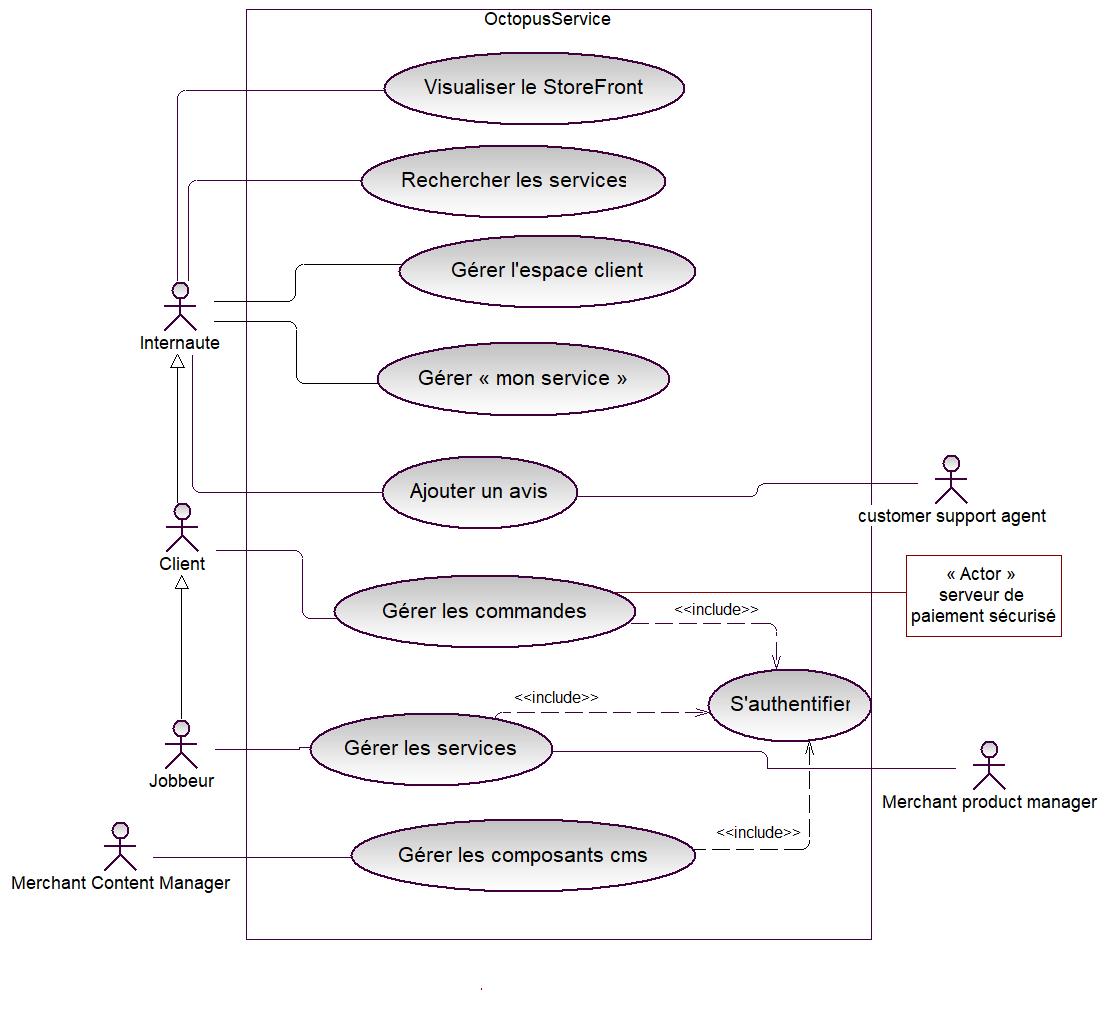 OctopusService
Visualiser le StoreFront
Rechercher les services
Gérer l'espace client
Internaute
Gérer « mon service »
Ajouter un avis
customer support agent
Client
« Actor »
serveur de
paiement sécurisé
Gérer les commandes
<<include>>
<<include>>
S'authentifier
Gérer les services
Jobbeur
Merchant product manager
<<include>>
Gérer les composants cms
Merchant Content Manager